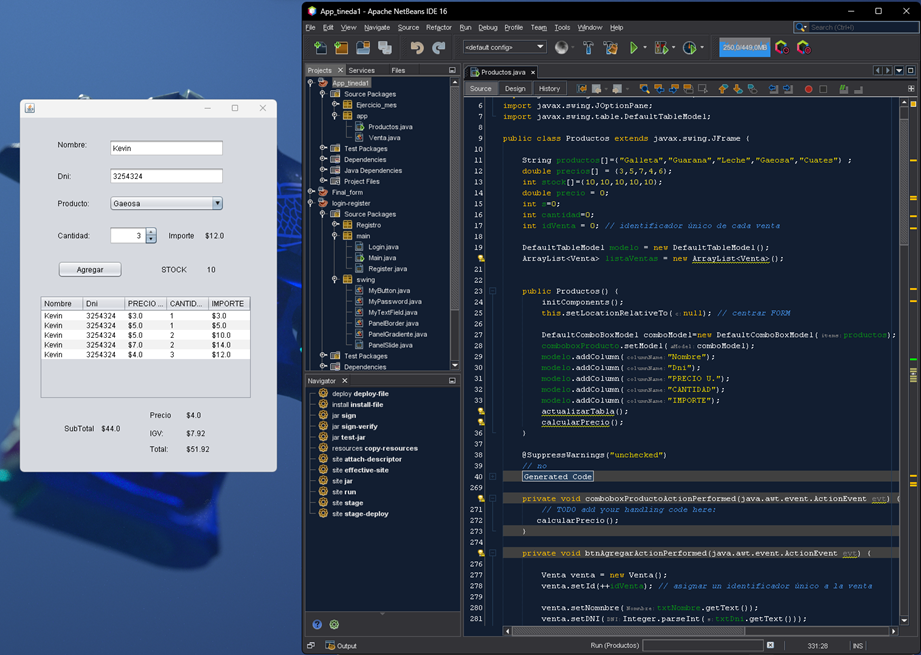 Nombre: Kevin
Dni: 3254324
Producto: Gaeosa
Cantidad: 3 Importe $12.0
Agregar STOCK 10
Nombre Dni PRECIO ... CANTID... IMPORTE
Kevin 3254324 $3.0 1 $3.0
Kevin 3254324 $5.0 1 $5.0
Kevin 3254324 $5.0 2 $10.0
Kevin 3254324 $7.0 2 $14.0
Kevin 3254324 $4.0 3 $12.0
Precio $4.0
SubTotal $44.0
IGV: $7.92
Total: $51.92
App_tineda1 - Apache NetBeans IDE 16
File Edit View Navigate Source Refactor Run Debug Profile Team Tools Window Help
Search (Ctrl+I)
<default config>
250,0/449,0MB
Projects Services Files
App_tineda1
Source Packages
Ejercicio_mes
app
Productos.java
Venta.java
Test Packages
Dependencies
Java Dependencies
Project Files
Final_form
login-register
Source Packages
Registro
main
Login.java
Main.java
Register.java
swing
MyButton.java
MyPassword.java
MyTextField.java
PanelBorder.java
PanelGradiente.java
PanelSlide.java
Test Packages
Dependencies
Navigator
deploy deploy-file
install install-file
jar sign
jar sign-verify
jar test-jar
resources copy-resources
site attach-descriptor
site effective-site
site jar
site run
site stage
site stage-deploy
Productos.java
Source Design History
6 import javax.swing.JOptionPane;
7 import javax.swing.table.DefaultTableModel;
8
9 public class Productos extends javax.swing.JFrame {
10
11 String productos[]={"Galleta","Guarana","Leche","Gaeosa","Cuates"} ;
12 double precios[] = {3,5,7,4,6};
13 int stock[]={10,10,10,10,10};
14 double precio = 0;
15 int s=0;
16 int cantidad=0;
17 int idVenta = 0; // identificador único de cada venta
18
19 DefaultTableModel modelo = new DefaultTableModel();
ArrayList<Venta> listaVentas = new ArrayList<Venta>();
21
22
23 public Productos() {
24 initComponents();
25 this.setLocationRelativeTo(c:null); // centrar FORM
26
27 DefaultComboBoxModel comboModel=new DefaultComboBoxModel(items:productos);
28 comboboxProducto.setModel(aModel:comboModel);
29 modelo.addColumn(columnName:"Nombre");
30 modelo.addColumn(columnName:"Dni");
31 modelo.addColumn(columnName:"PRECIO U.");
32 modelo.addColumn(columnName:"CANTIDAD");
33 modelo.addColumn(columnName:"IMPORTE");
actualizarTabla();
calcularPrecio();
36 }
37
38 @SuppressWarnings("unchecked")
39 // no
40 Generated Code
269
private void comboboxProductoActionPerformed(java.awt.event.ActionEvent evt) {
271 // TODO add your handling code here:
272 calcularPrecio();
273 }
274
private void btnAgregarActionPerformed(java.awt.event.ActionEvent evt) {
276
277 Venta venta = new Venta();
278 venta.setId(++idVenta); // asignar un identificador único a la venta
279
280 venta.setNomnbre(Nomnbre:txtNombre.getText());
281 venta.setDNI(DNI:Integer.parseInt(s:txtDni.getText()));
Output
Run (Productos)
331:28 INS